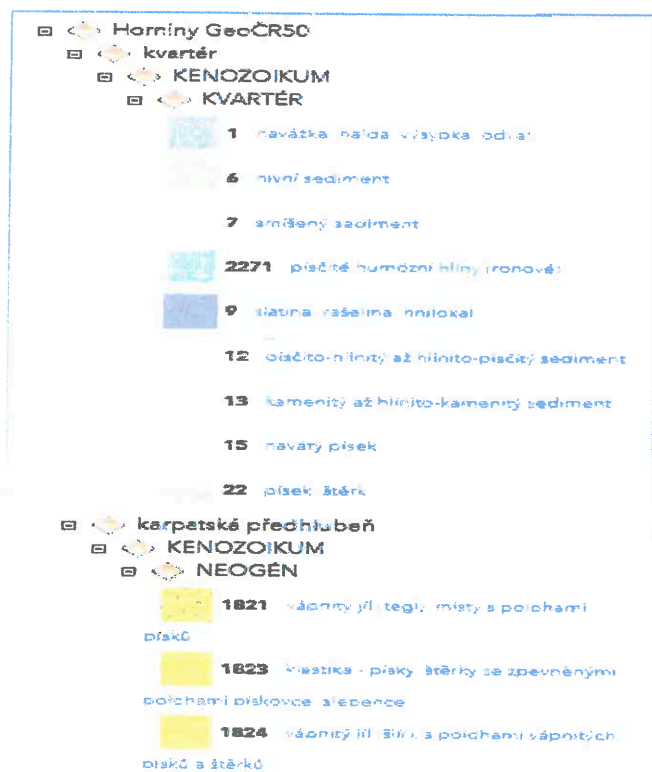 Horniny GeoČR50
kvartér
KENOZOIKUM
KVARTÉR
1 navážka halda výsypka odval
6 nivní sediment
7 smíšený sediment
2271 písčité humózní hlíny (ronové)
9 slatina rašelina hnilokal
12 písčito-hlinitý až hlinito-písčitý sediment
13 kamenitý až hlinito-kamenitý sediment
15 navátý písek
22 písek štěrk
karpatská předhlubeň
KENOZOIKUM
NEOGÉN
1821 vápnitý jíl (tégl), místy s polohami
písků
1823 klastika - písky štěrky se zpevněnými
polohami pískovce slepence
1824 vápnitý jíl šlír, s polohami vápnitých
písků a štěrků